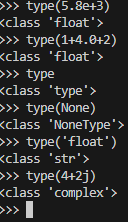 >>> type(5.8e+3)
<class 'float'>
>>> type(1+4.0+2)
<class 'float'>
>>> type
<class 'type'>
>>> type(None)
<class 'NoneType'>
>>> type('float')
<class 'str'>
>>> type(4+2j)
<class 'complex'>
>>>